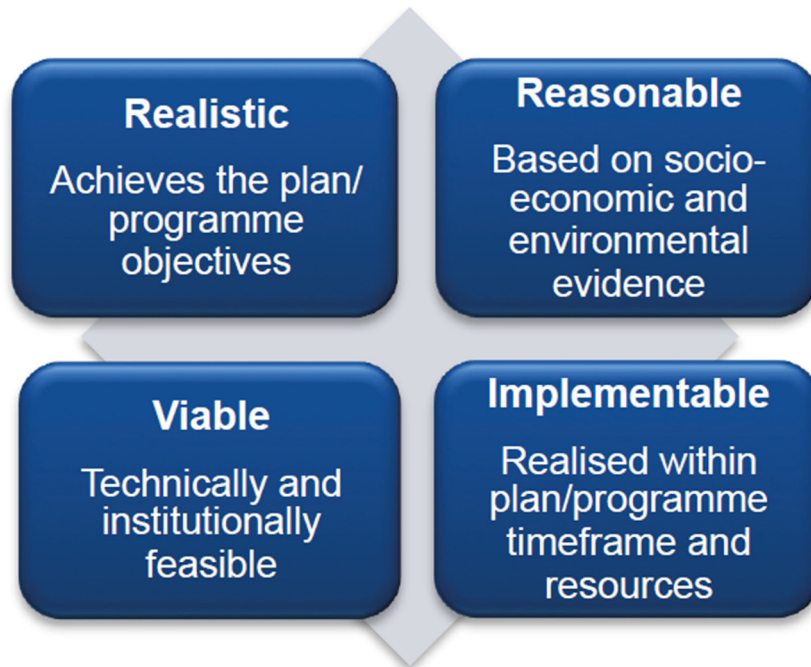 Realistic
Achieves the plan/
programme
objectives
Reasonable
Based on socio-
economic and
environmental
evidence
Viable
Technically and
institutionally
feasible
Implementable
Realised within
plan/programme
timeframe and
resources